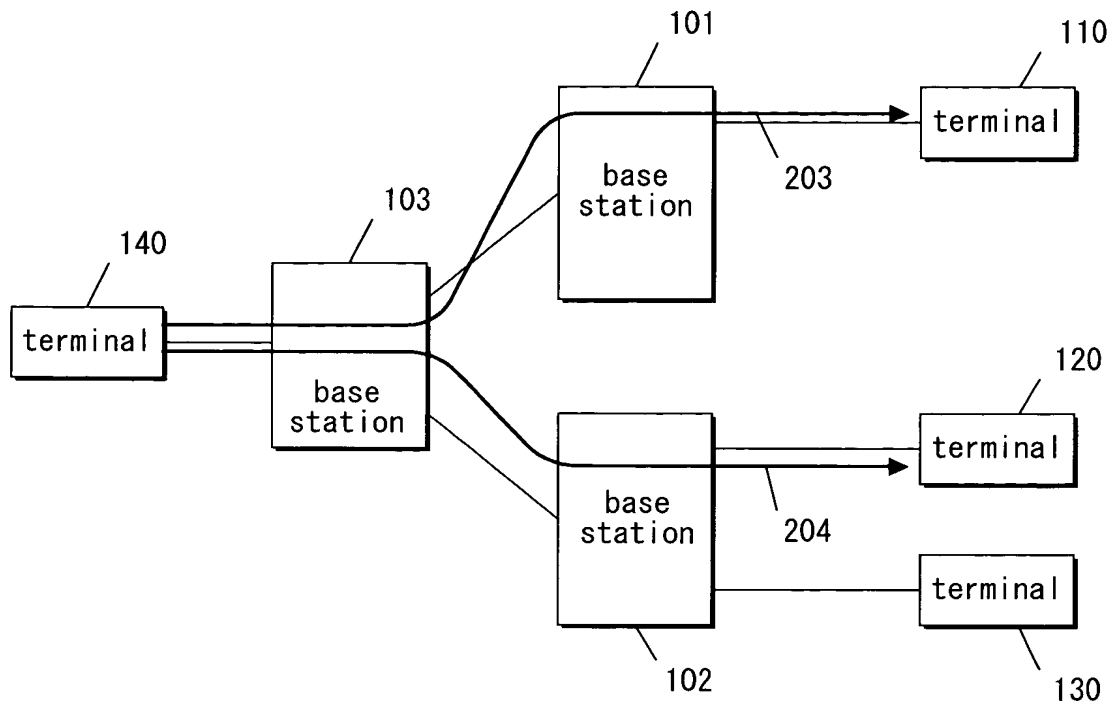 101
110
terminal
203
base
station
103
140
terminal
base
station
120
terminal
base
station
204
terminal
102
130